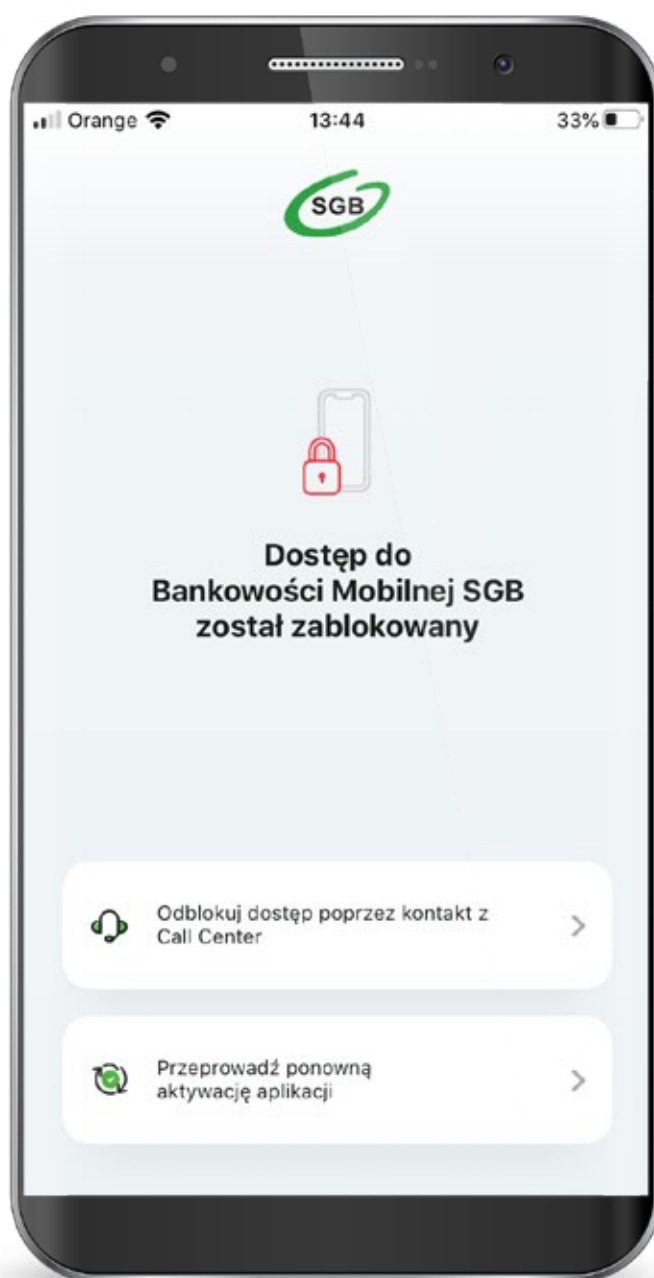 Orange
13:44
33%
SGB
Dostęp do
Bankowości Mobilnej SGB
został zablokowany
Odblokuj dostęp poprzez kontakt z
Call Center
Przeprowadź ponowną
aktywację aplikacji